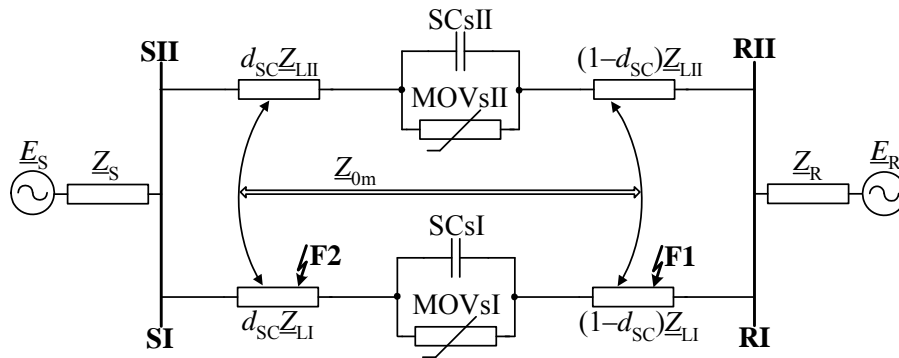 SCsII
SII
d_SC Z_LII
(1–d_SC)Z_LII
RII
MOVsII
E_S
Z_S
Z_0m
Z_R
E_R
SCsI
F2
F1
MOVsI
SI
d_SC Z_LI
(1–d_SC)Z_LI
RI